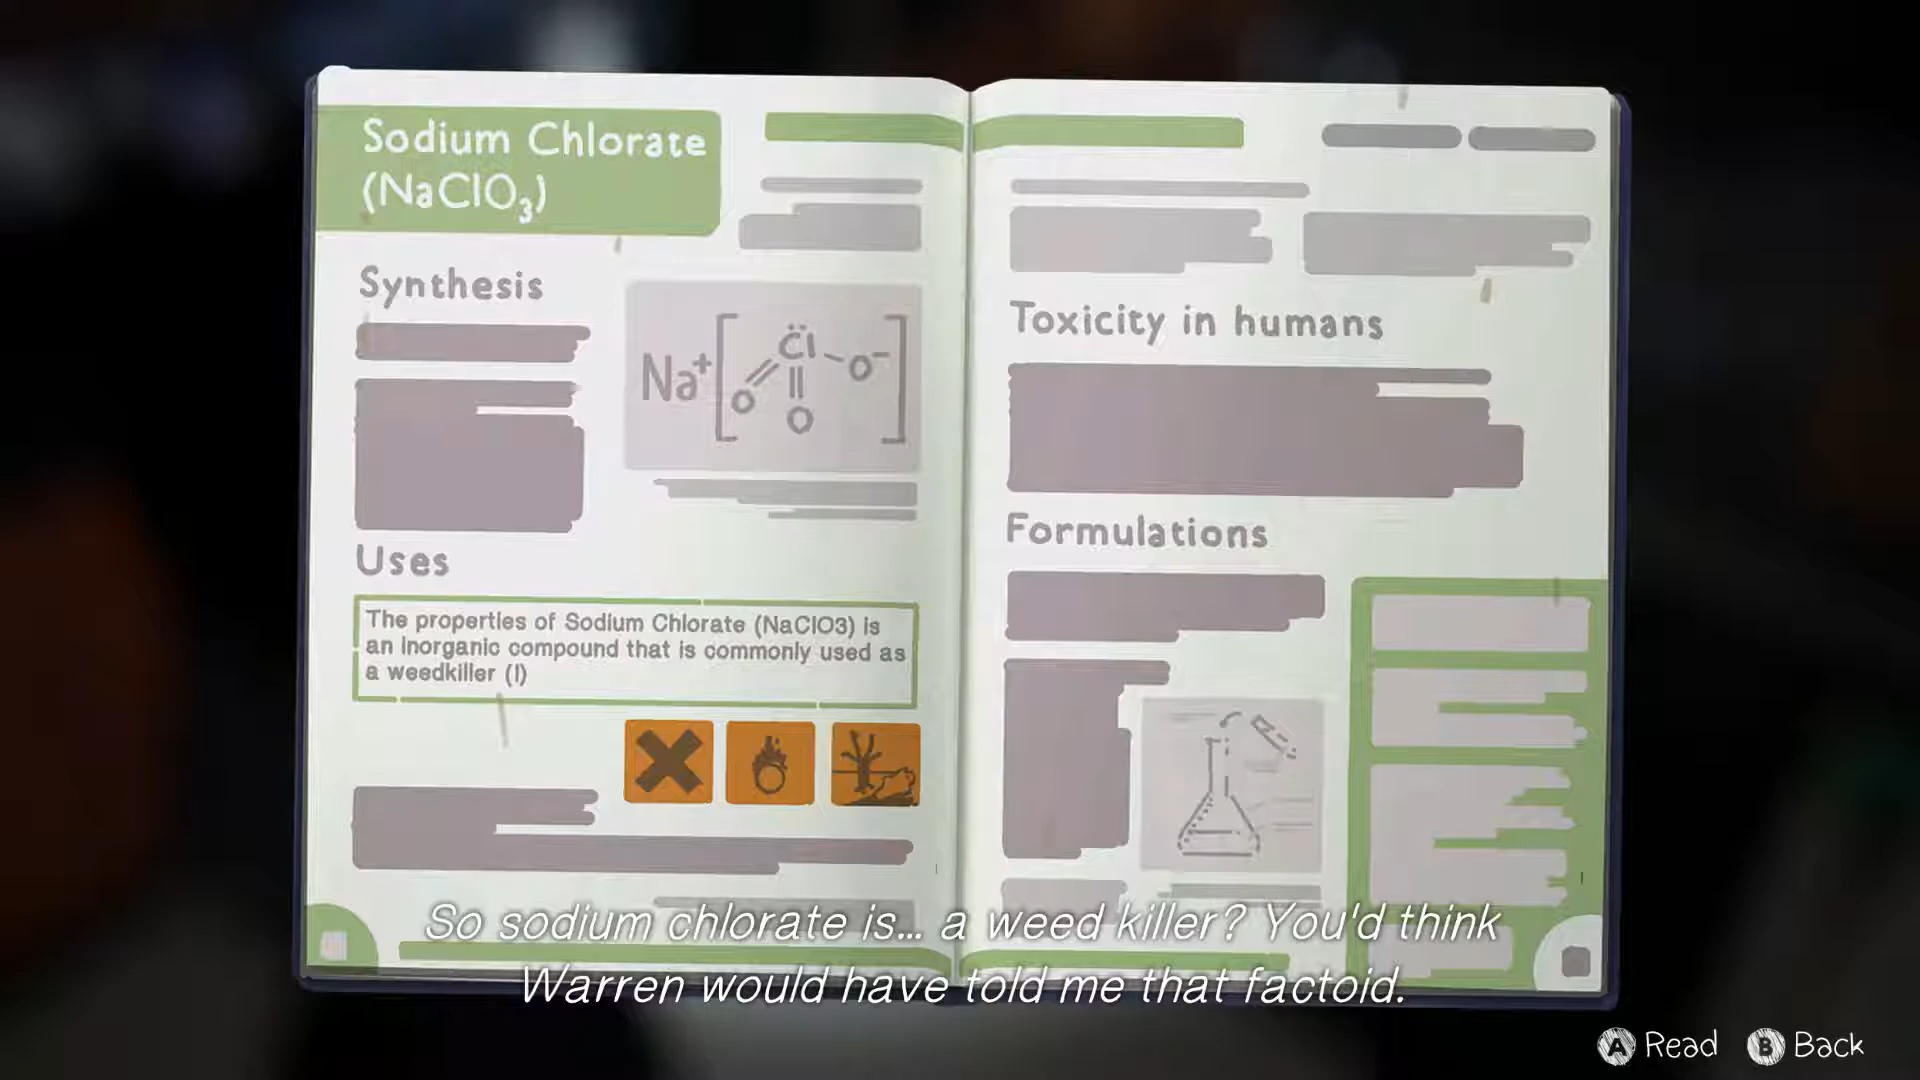 Sodium Chlorate
(NaClO₃)
Synthesis
Na⁺ [ O Cl O O⁻ ]
Uses
The properties of Sodium Chlorate (NaClO3) is
an inorganic compound that is commonly used as
a weedkiller (1)
Toxicity in humans
Formulations
So sodium chlorate is... a weed killer? You'd think
Warren would have told me that factoid.
A Read B Back